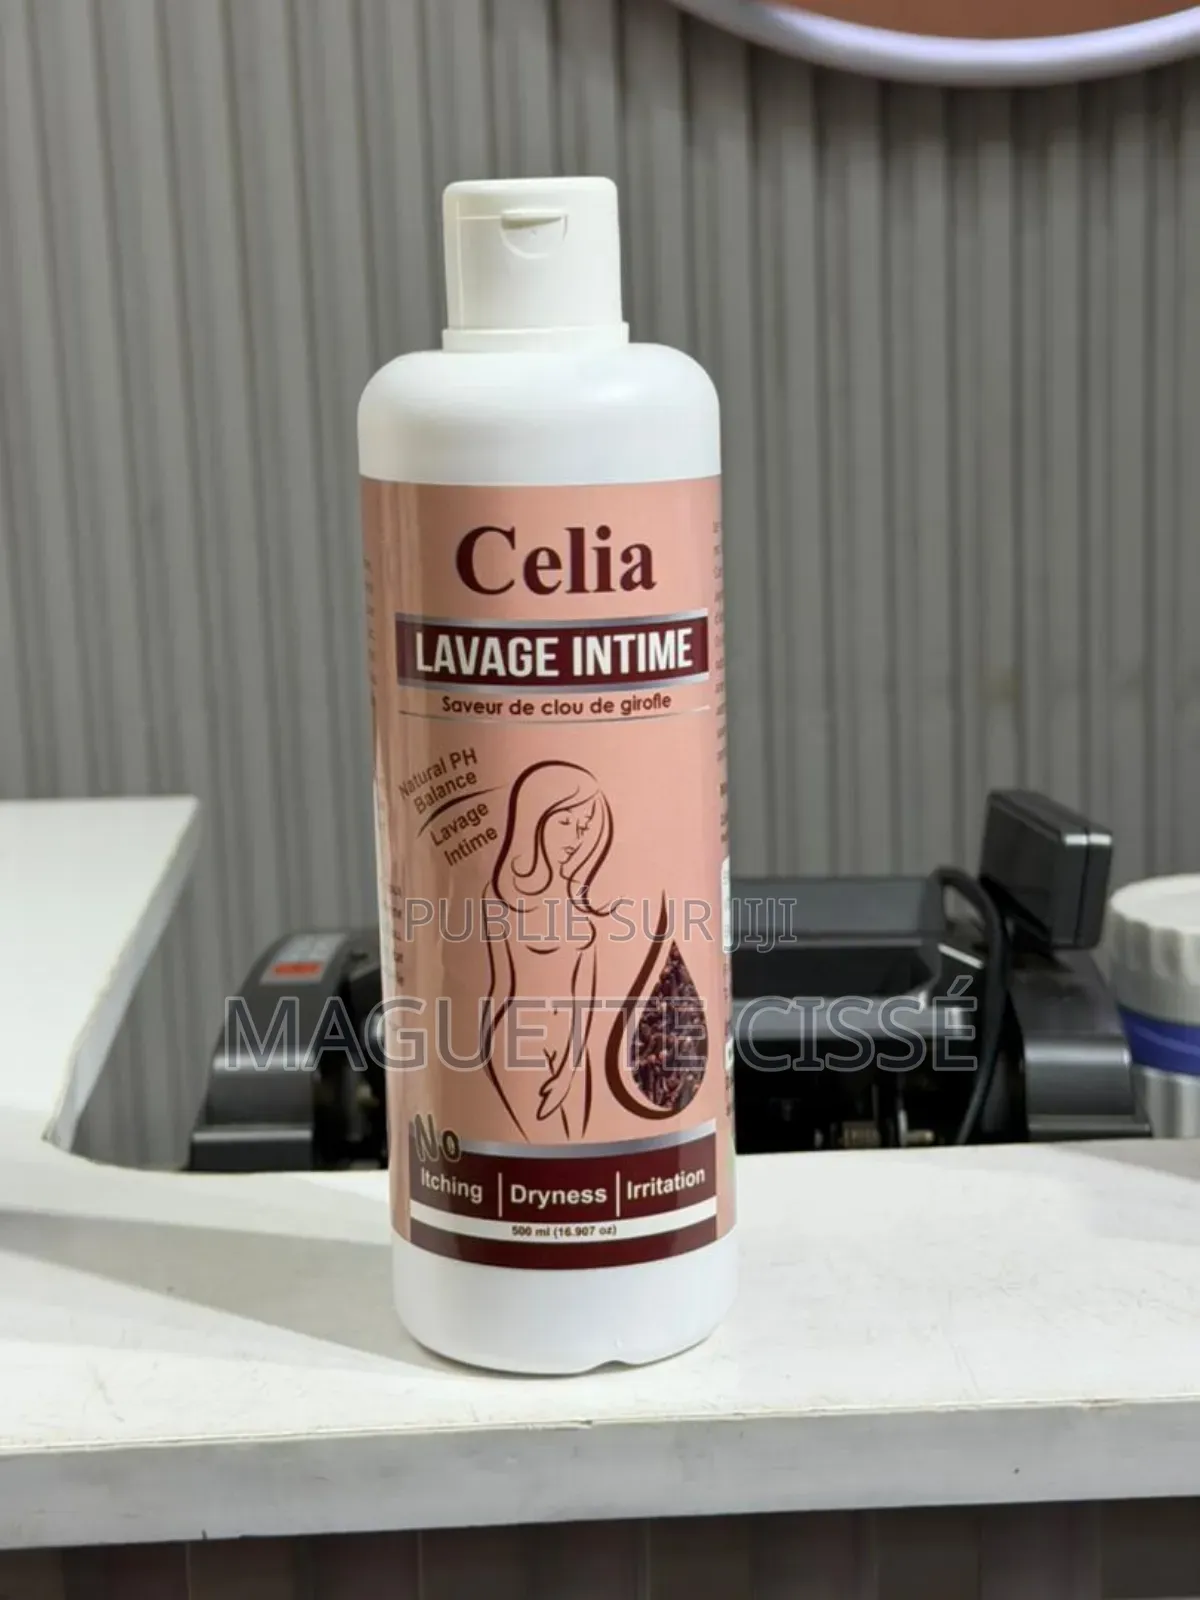 Celia
LAVAGE INTIME
Saveur de clou de girofle
Natural PH
Balance
Lavage
Intime
PUBLIÉ SUR JIJI
MAGUETTE CISSÉ
No
Itching | Dryness | Irritation
500 ml (16.907 oz)